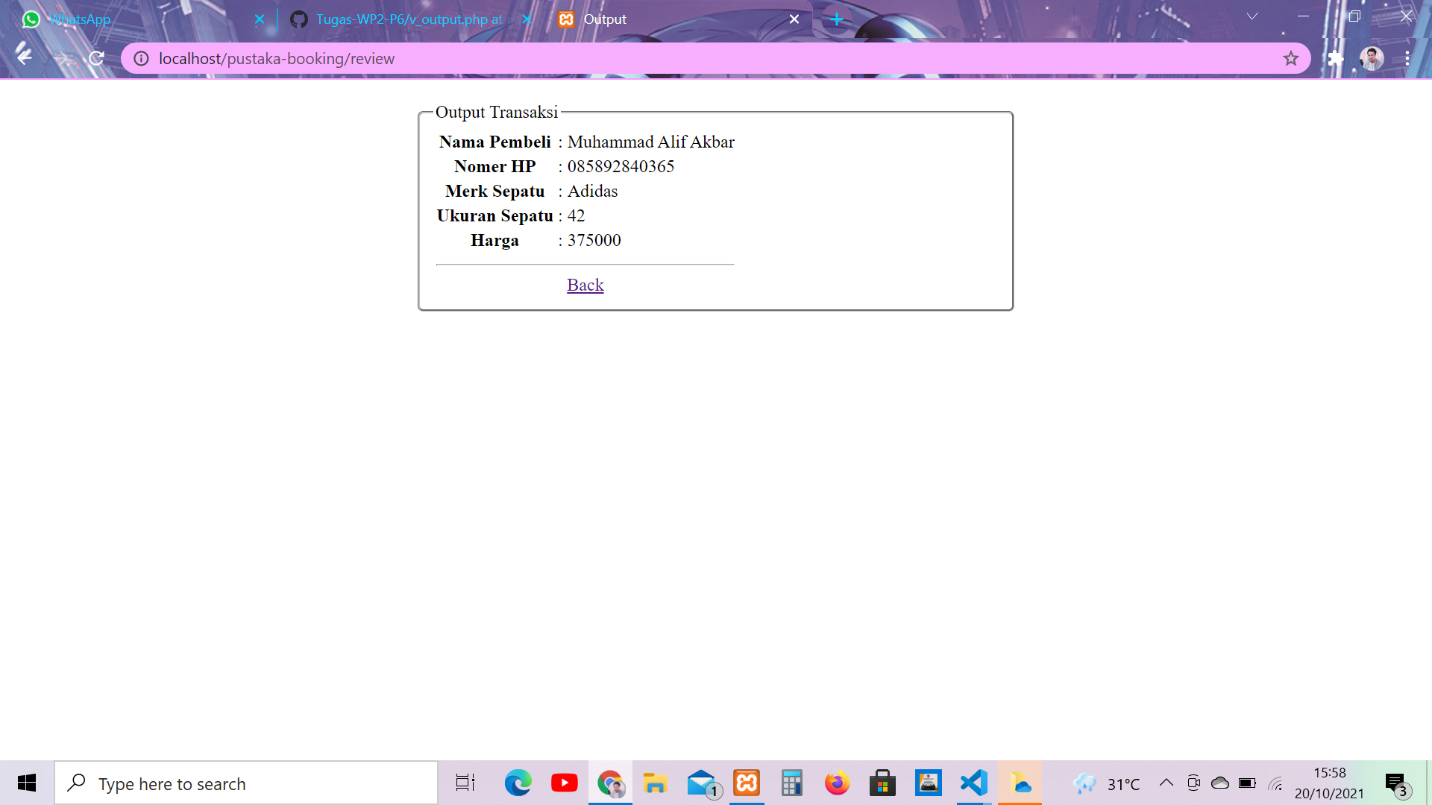 WhatsApp
Tugas-WP2-P6/v_output.php at
Output
localhost/pustaka-booking/review
Output Transaksi
Nama Pembeli : Muhammad Alif Akbar
Nomer HP : 085892840365
Merk Sepatu : Adidas
Ukuran Sepatu : 42
Harga : 375000
Back
Type here to search
1
31°C
15:58
20/10/2021
3